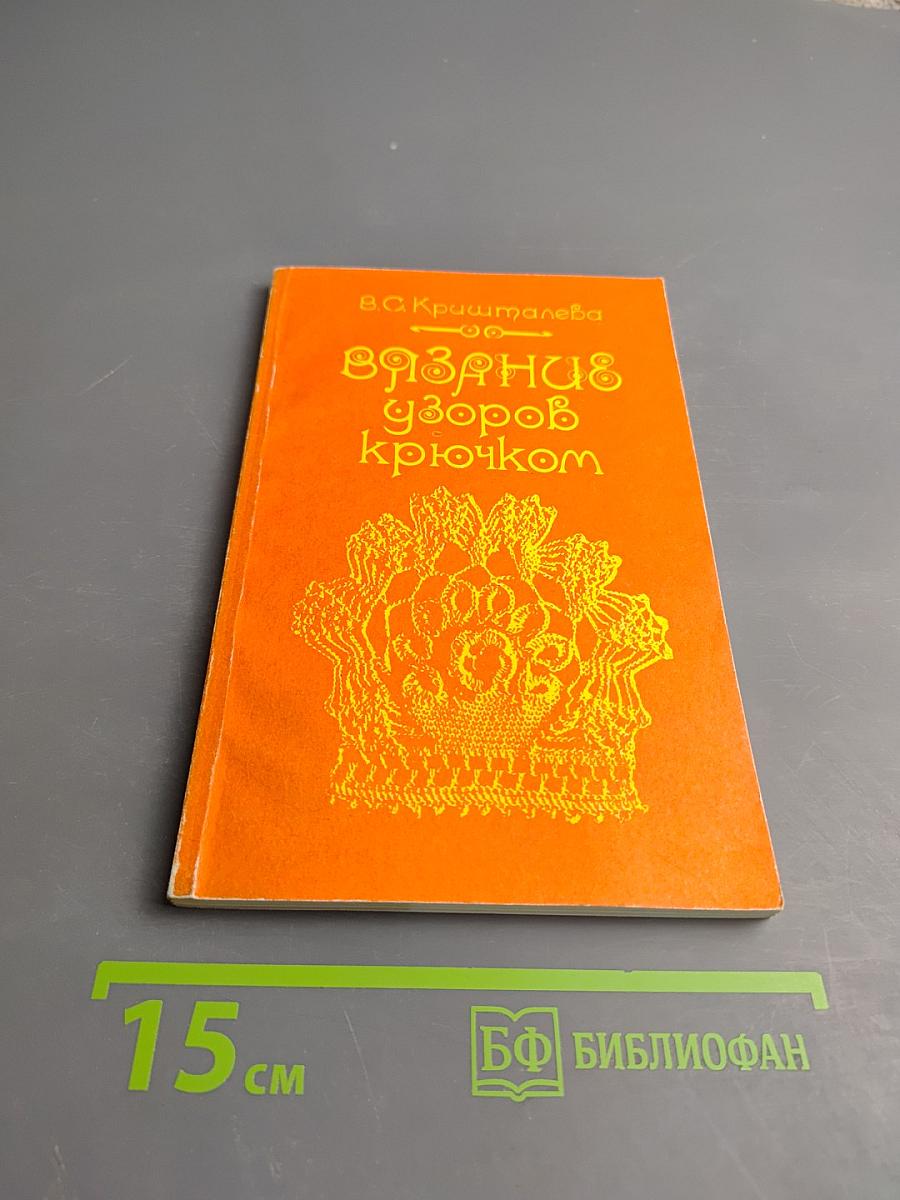 В.С. Кришталева
ВЯЗАНИЕ
узоров
крючком
15 см
БФ БИБЛИОФАН